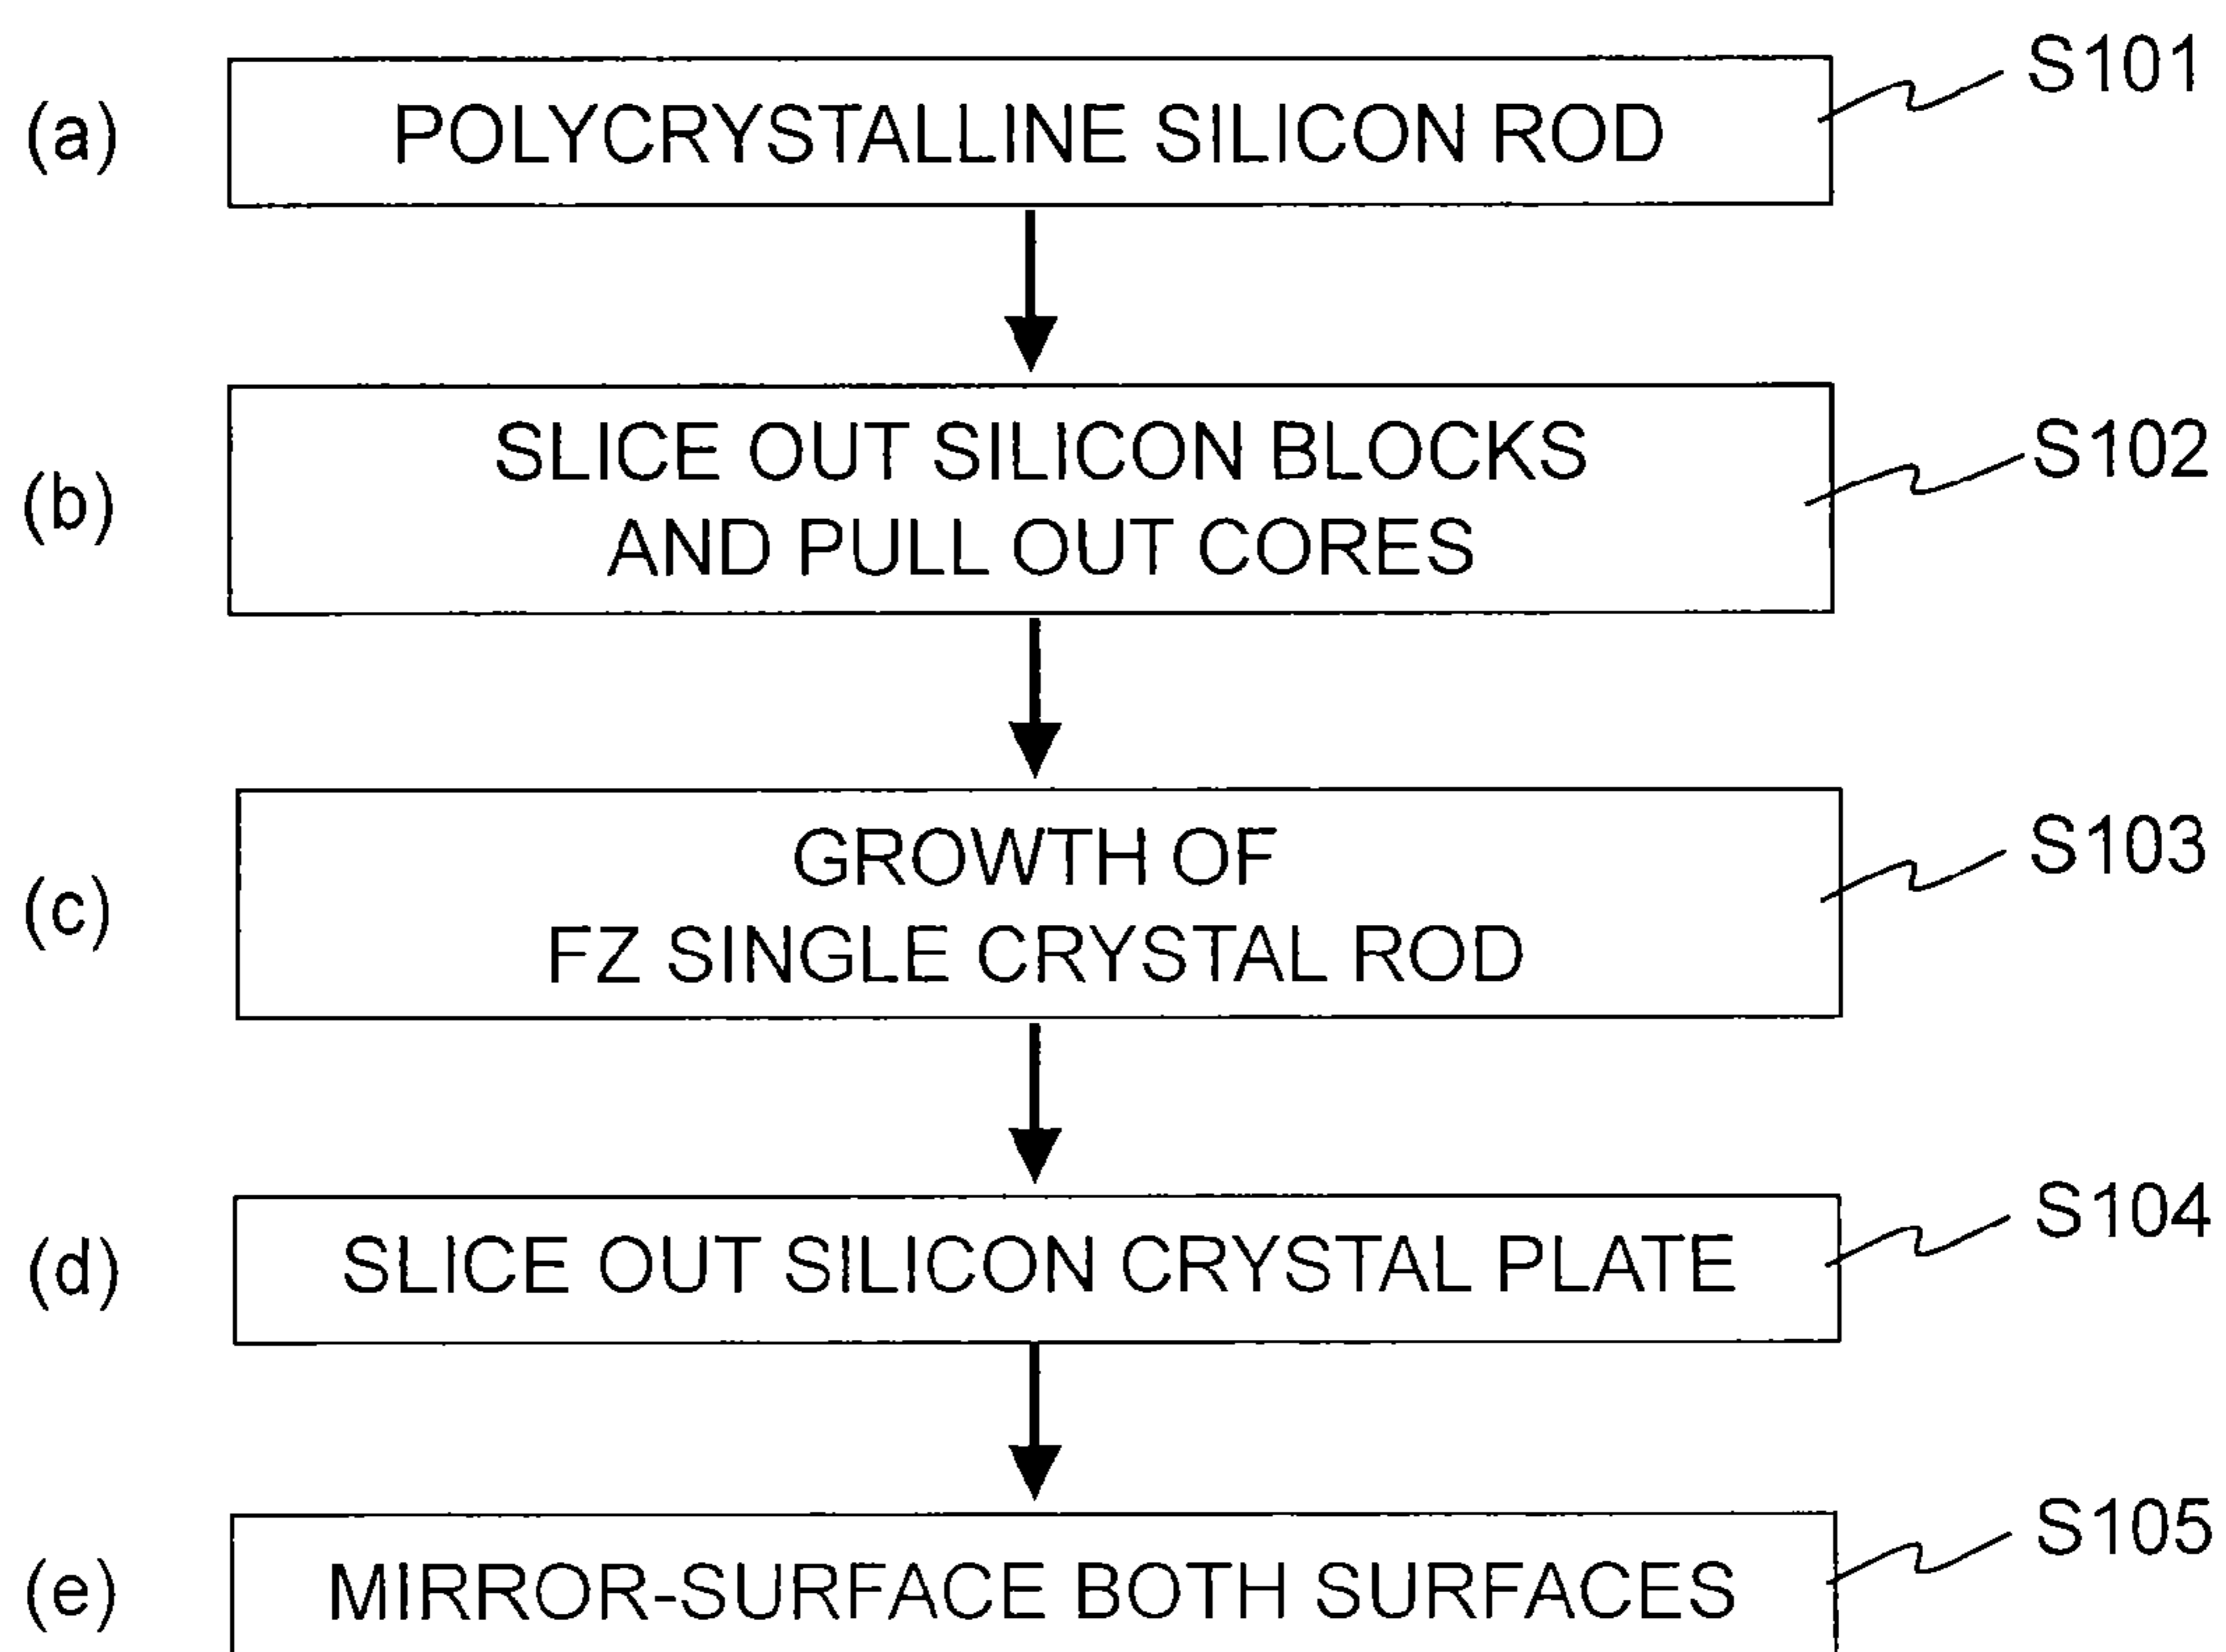 (a) POLYCRYSTALLINE SILICON ROD S101
(b) SLICE OUT SILICON BLOCKS S102
AND PULL OUT CORES
(c) GROWTH OF S103
FZ SINGLE CRYSTAL ROD
(d) SLICE OUT SILICON CRYSTAL PLATE S104
(e) MIRROR-SURFACE BOTH SURFACES S105